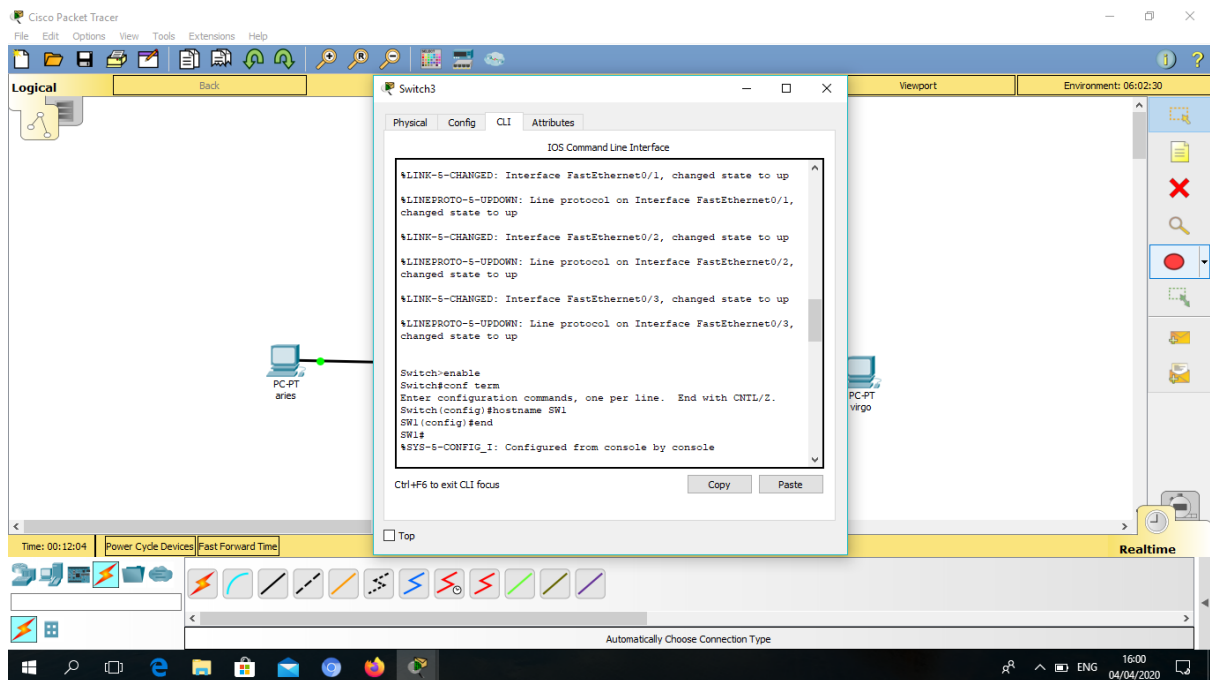 Cisco Packet Tracer
File Edit Options View Tools Extensions Help
Logical
Back
Viewport
Environment: 06:02:30
Switch3
Physical Config CLI Attributes
IOS Command Line Interface
%LINK-5-CHANGED: Interface FastEthernet0/1, changed state to up
%LINEPROTO-5-UPDOWN: Line protocol on Interface FastEthernet0/1,
changed state to up
%LINK-5-CHANGED: Interface FastEthernet0/2, changed state to up
%LINEPROTO-5-UPDOWN: Line protocol on Interface FastEthernet0/2,
changed state to up
%LINK-5-CHANGED: Interface FastEthernet0/3, changed state to up
%LINEPROTO-5-UPDOWN: Line protocol on Interface FastEthernet0/3,
changed state to up
Switch>enable
Switch#conf term
Enter configuration commands, one per line. End with CNTL/Z.
Switch(config)#hostname SW1
SW1(config)#end
SW1#
%SYS-5-CONFIG_I: Configured from console by console
Ctrl+F6 to exit CLI focus
Copy
Paste
Top
PC-PT
aries
PC-PT
virgo
Time: 00:12:04
Power Cycle Devices
Fast Forward Time
Realtime
Automatically Choose Connection Type
ENG
16:00
04/04/2020